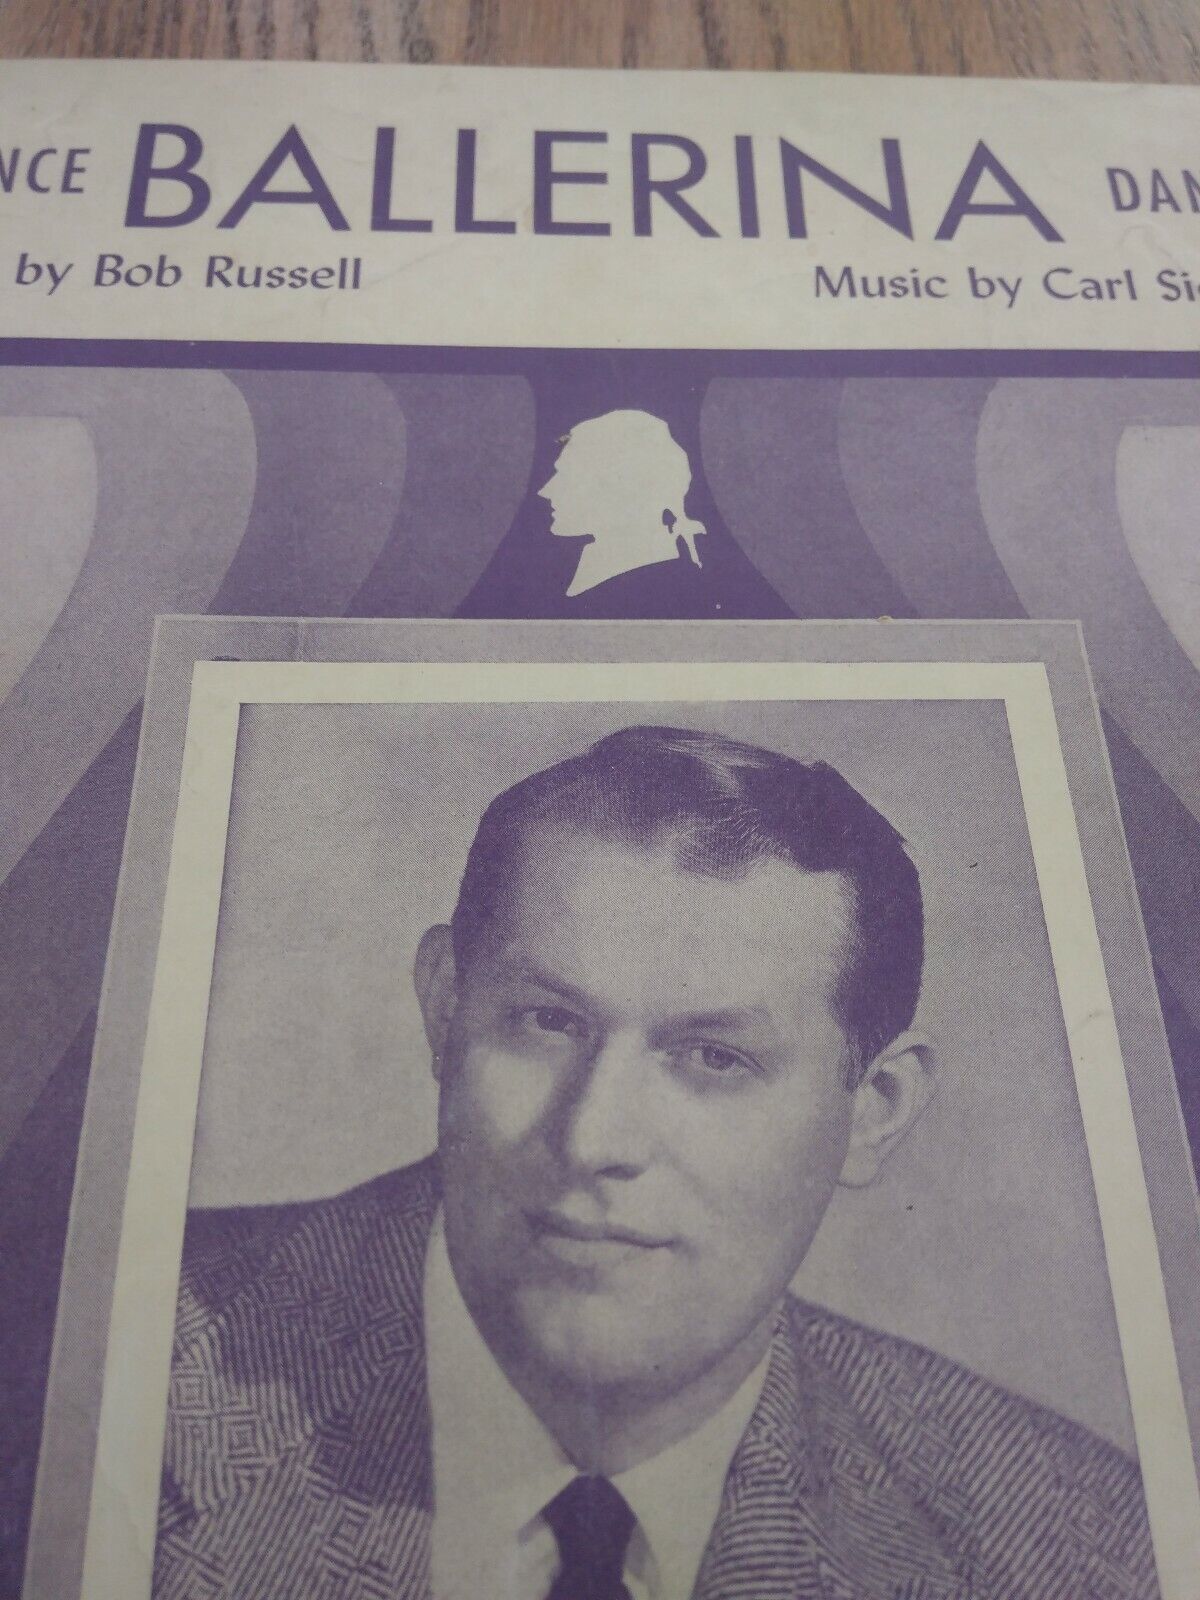 NCE BALLERINA DAN
by Bob Russell Music by Carl Si